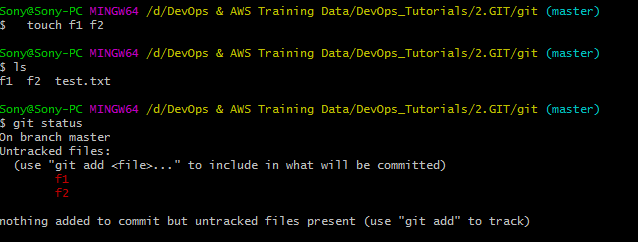 Sony@Sony-PC MINGW64 /d/DevOps & AWS Training Data/DevOps_Tutorials/2.GIT/git (master)
$   touch f1 f2
Sony@Sony-PC MINGW64 /d/DevOps & AWS Training Data/DevOps_Tutorials/2.GIT/git (master)
$ ls
f1  f2  test.txt
Sony@Sony-PC MINGW64 /d/DevOps & AWS Training Data/DevOps_Tutorials/2.GIT/git (master)
$ git status
On branch master
Untracked files:
  (use "git add <file>..." to include in what will be committed)
        f1
        f2
nothing added to commit but untracked files present (use "git add" to track)